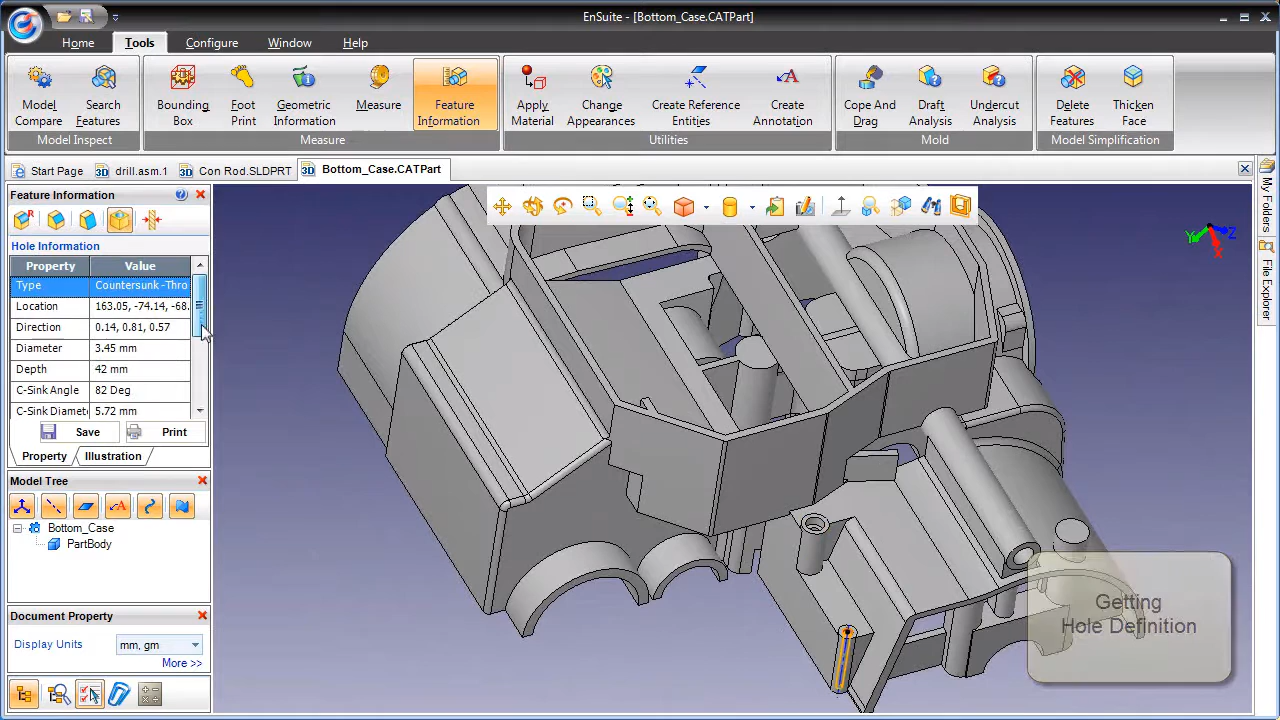 EnSuite - [Bottom_Case.CATPart]
Home Tools Configure Window Help
Model Compare
Search Features
Bounding Box
Foot Print
Geometric Information
Measure
Feature Information
Apply Material
Change Appearances
Create Reference Entities
Create Annotation
Cope And Drag
Draft Analysis
Undercut Analysis
Delete Features
Thicken Face
Model Inspect
Measure
Utilities
Mold
Model Simplification
Start Page
drill.asm.1
Con Rod.SLDPRT
Bottom_Case.CATPart
Feature Information
Hole Information
Property Value
Type Countersunk -Thro
Location 163.05, -74.14, -68.
Direction 0.14, 0.81, 0.57
Diameter 3.45 mm
Depth 42 mm
C-Sink Angle 82 Deg
C-Sink Diamete 5.72 mm
Save Print
Property Illustration
Model Tree
Bottom_Case
PartBody
Document Property
Display Units mm, gm
More >>
My Folders
File Explorer
Y
Z
X
Getting
Hole Definition